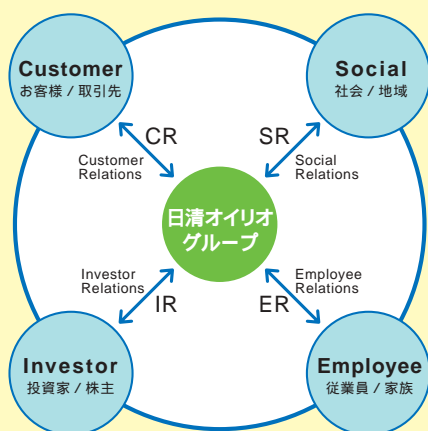 Customer
お客様 / 取引先
Social
社会 / 地域
CR
Customer
Relations
SR
Social
Relations
日清オイリオ
グループ
Investor
Relations
IR
Employee
Relations
ER
Investor
投資家 / 株主
Employee
従業員 / 家族